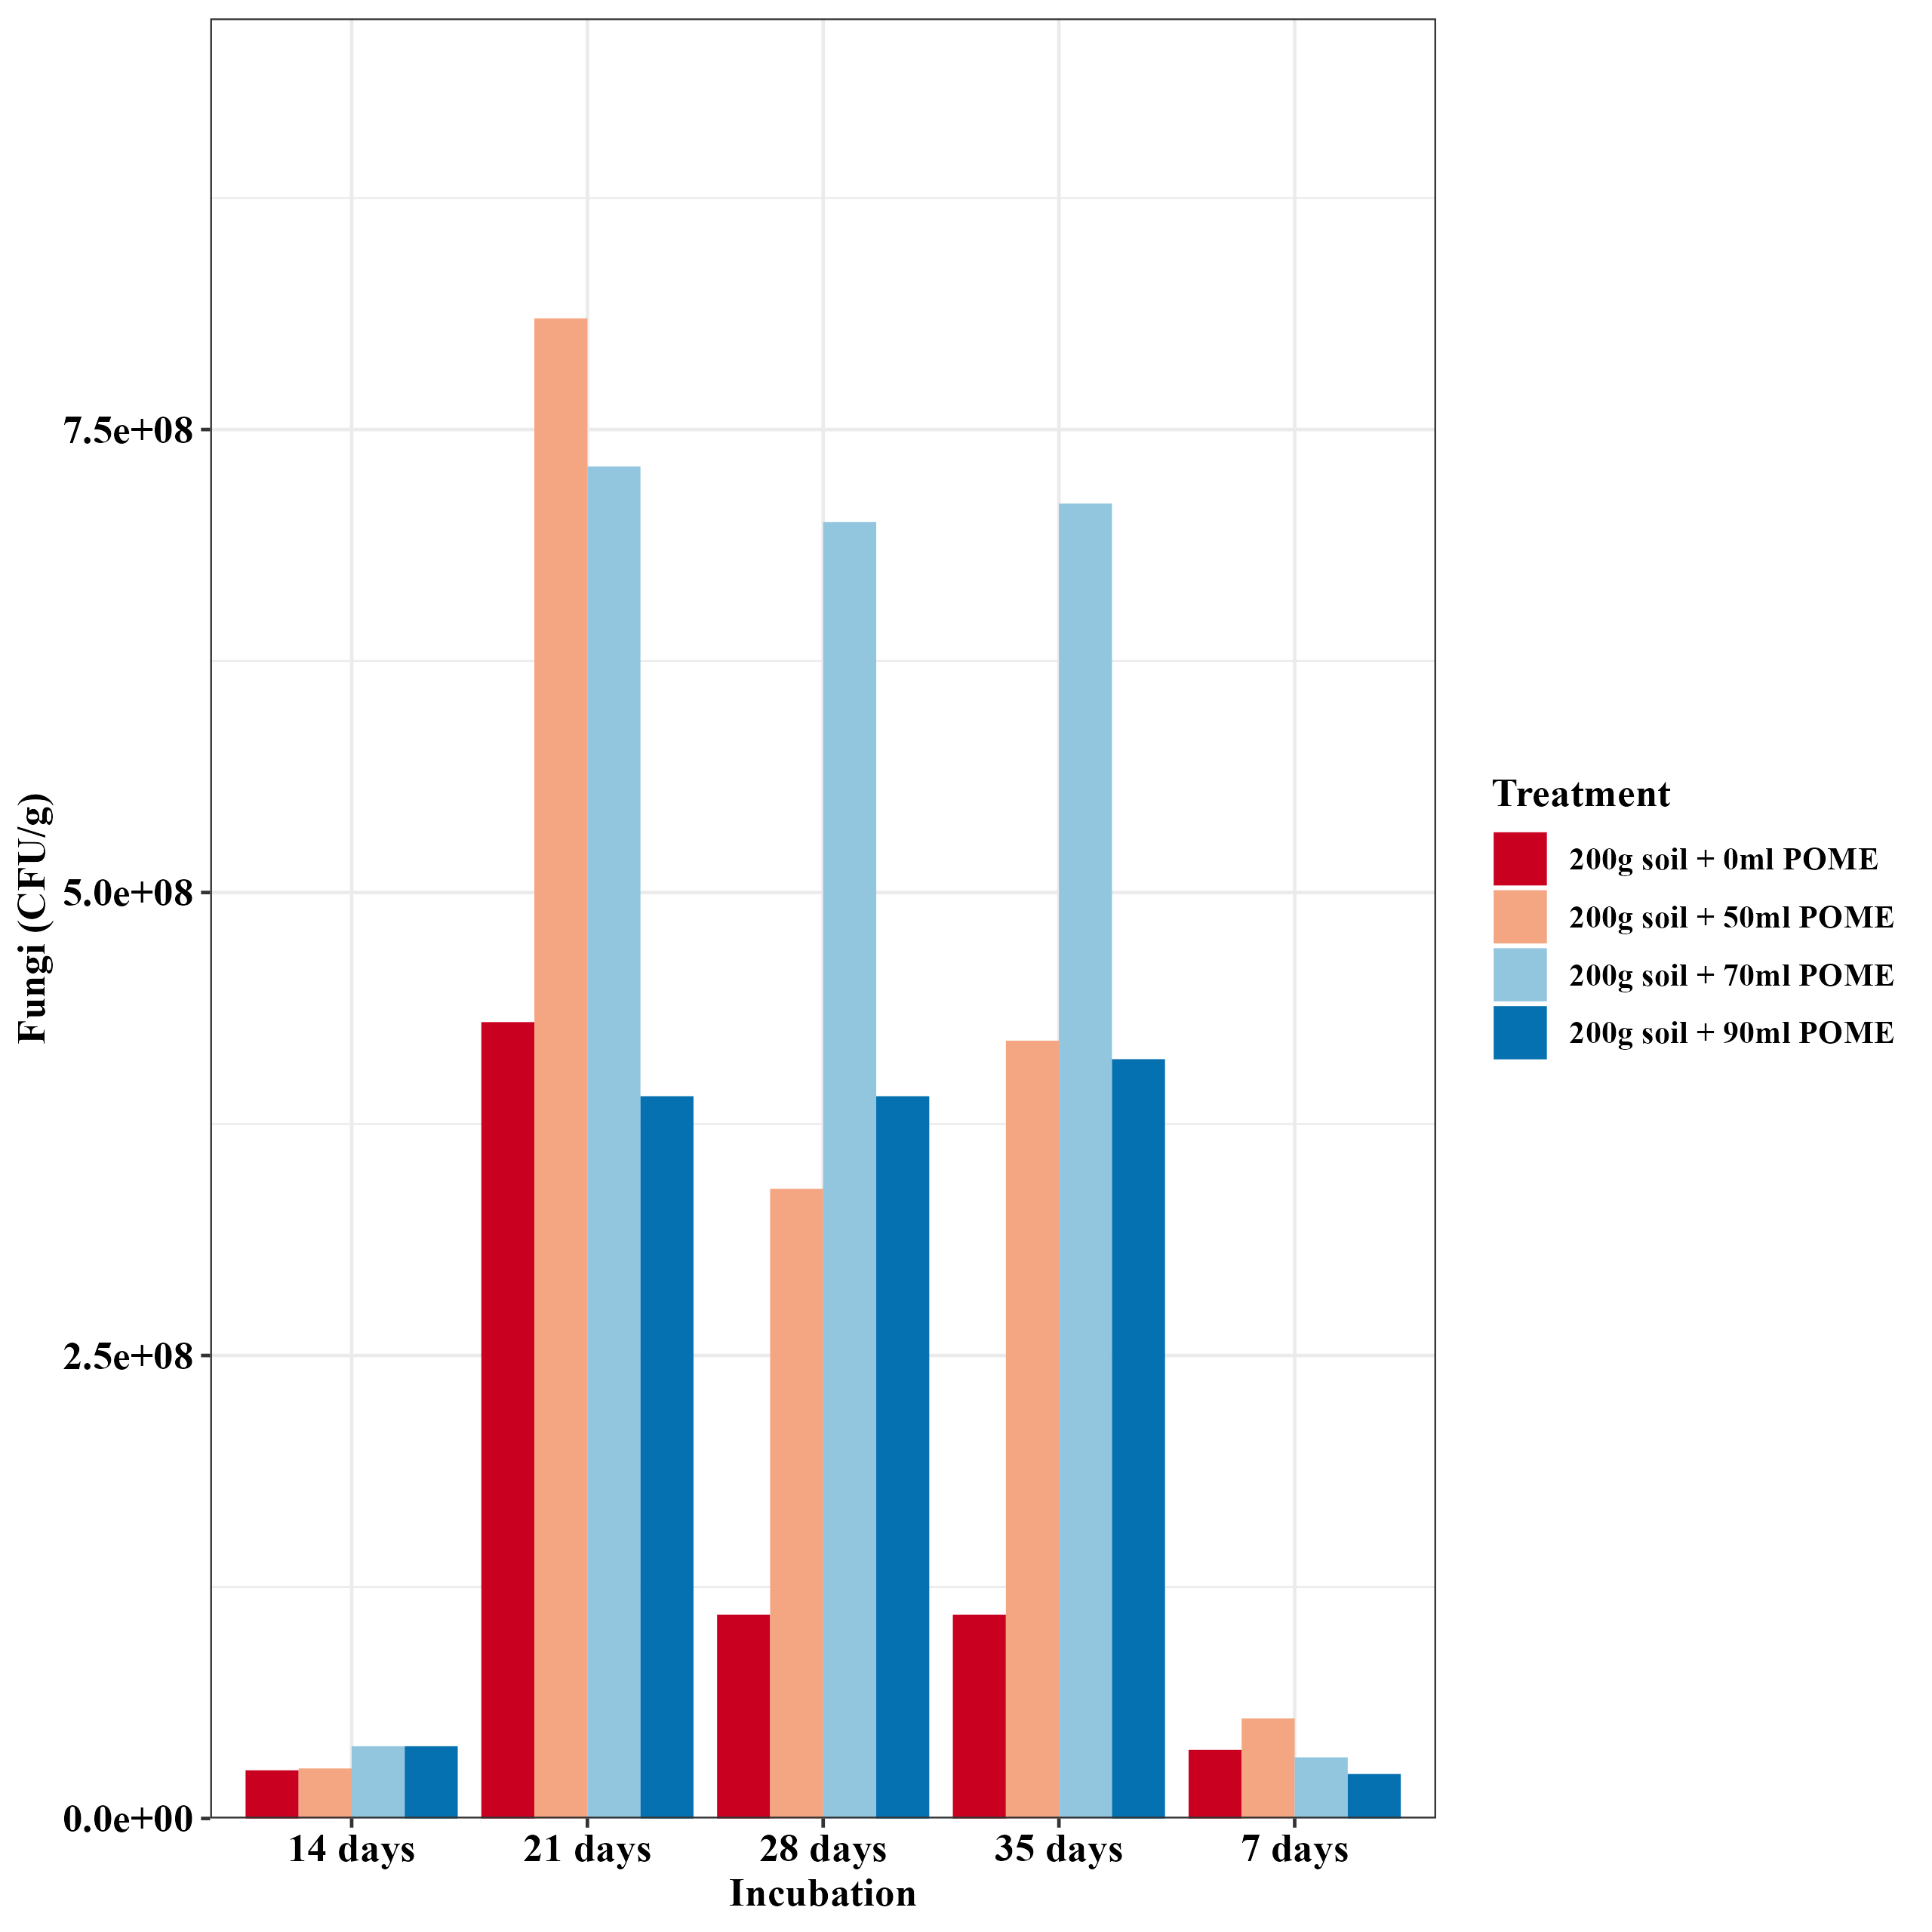 Fungi (CFU/g)
7.5e+08
5.0e+08
2.5e+08
0.0e+00
14 days
21 days
28 days
35 days
7 days
Incubation
Treatment
200g soil + 0ml POME
200g soil + 50ml POME
200g soil + 70ml POME
200g soil + 90ml POME